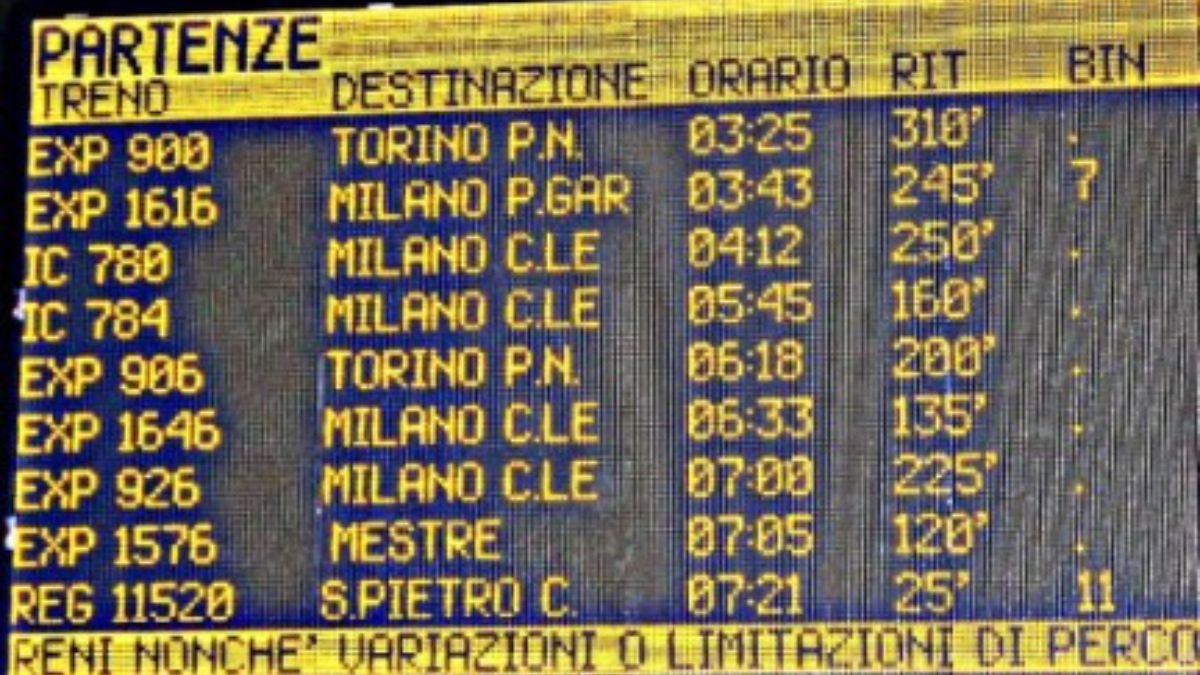 PARTENZE
TRENO DESTINAZIONE ORARIO RIT BIN
EXP 900 TORINO P.N. 03:25 310' .
EXP 1616 MILANO P.GAR 03:43 245' 7
IC 780 MILANO C.LE 04:12 250' .
IC 784 MILANO C.LE 05:45 160' .
EXP 906 TORINO P.N. 06:18 200' .
EXP 1646 MILANO C.LE 06:33 135' .
EXP 926 MILANO C.LE 07:00 225' .
EXP 1576 MESTRE 07:05 120' .
REG 11520 S.PIETRO C. 07:21 25' 11
RENI NONCHE' VARIAZIONI O LIMITAZIONI DI PERCO